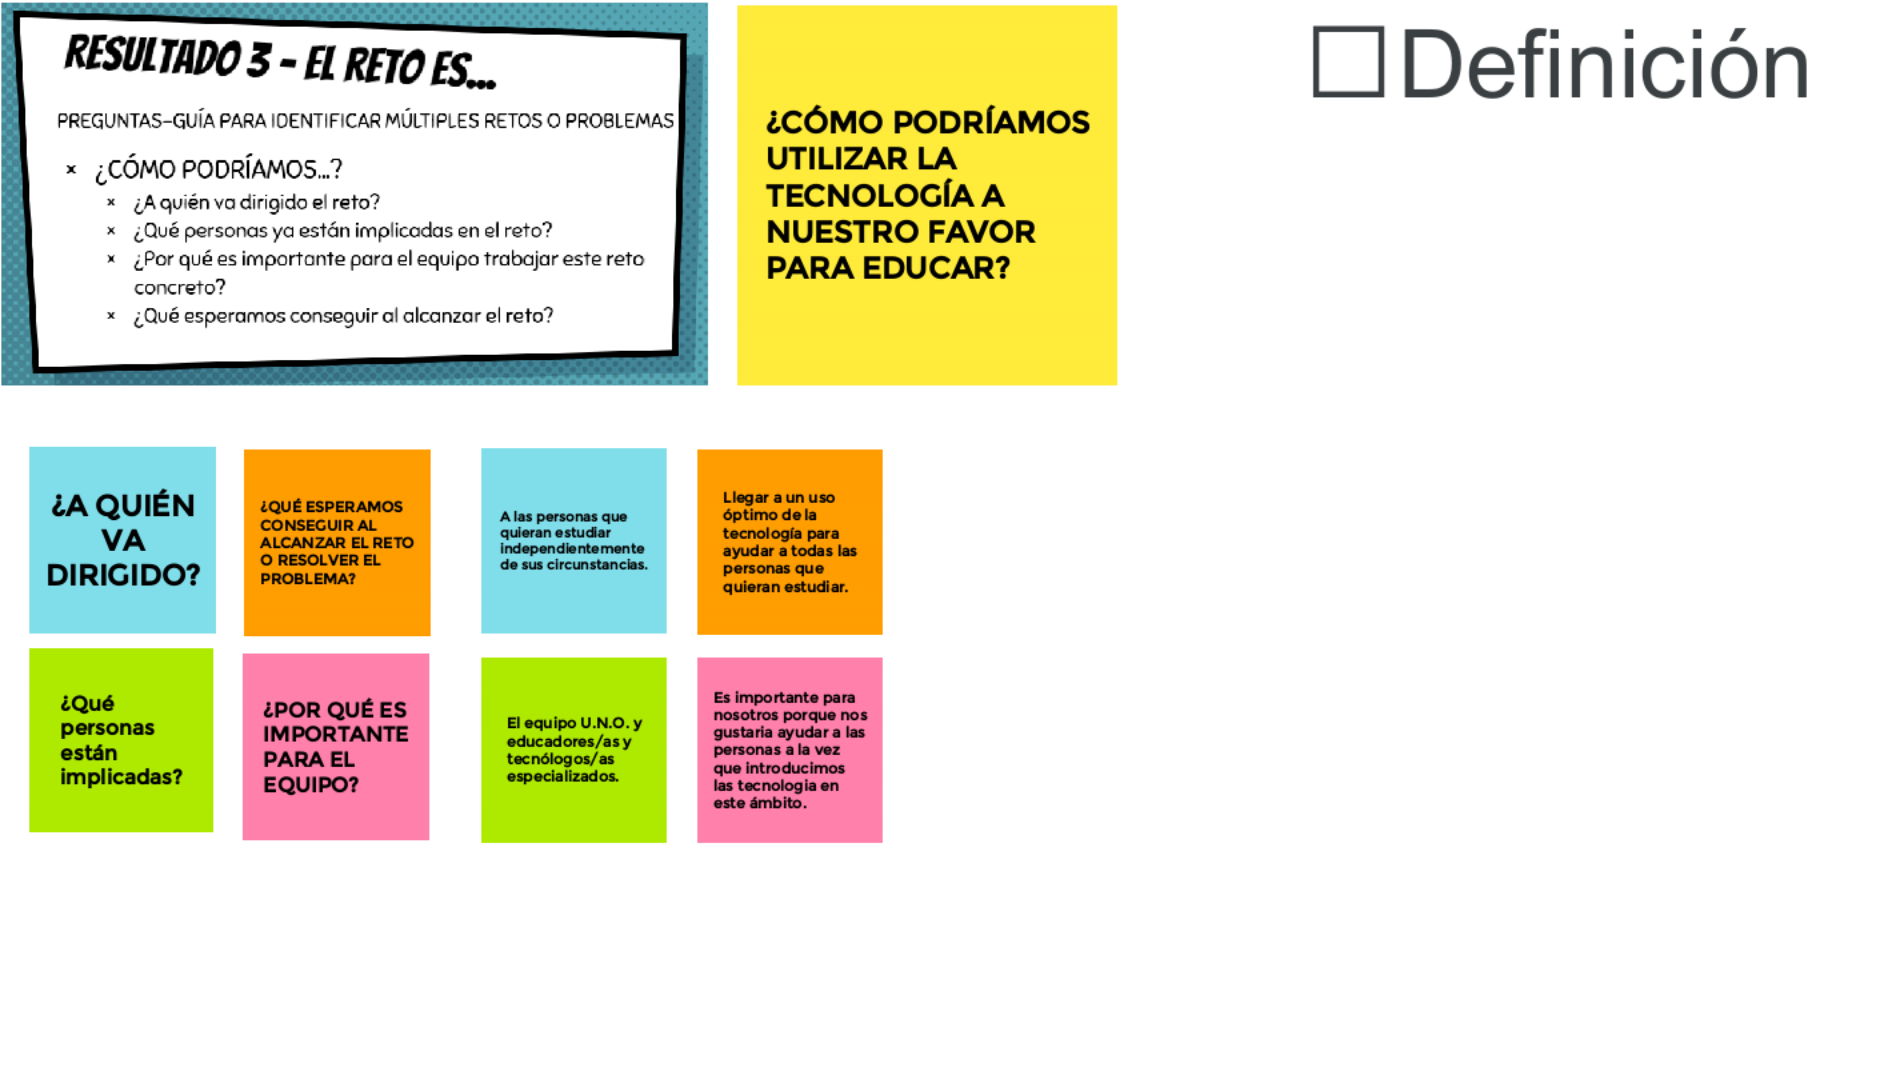 RESULTADO 3 - EL RETO ES...
PREGUNTAS-GUÍA PARA IDENTIFICAR MÚLTIPLES RETOS O PROBLEMAS
× ¿CÓMO PODRÍAMOS...?
× ¿A quién va dirigido el reto?
× ¿Qué personas ya están implicadas en el reto?
× ¿Por qué es importante para el equipo trabajar este reto
concreto?
× ¿Qué esperamos conseguir al alcanzar el reto?
¿CÓMO PODRÍAMOS
UTILIZAR LA
TECNOLOGÍA A
NUESTRO FAVOR
PARA EDUCAR?
☐Definición
¿A QUIÉN
VA
DIRIGIDO?
¿QUÉ ESPERAMOS
CONSEGUIR AL
ALCANZAR EL RETO
O RESOLVER EL
PROBLEMA?
A las personas que
quieran estudiar
independientemente
de sus circunstancias.
Llegar a un uso
óptimo de la
tecnología para
ayudar a todas las
personas que
quieran estudiar.
¿Qué
personas
están
implicadas?
¿POR QUÉ ES
IMPORTANTE
PARA EL
EQUIPO?
El equipo U.N.O. y
educadores/as y
tecnólogos/as
especializados.
Es importante para
nosotros porque nos
gustaria ayudar a las
personas a la vez
que introducimos
las tecnologia en
este ámbito.